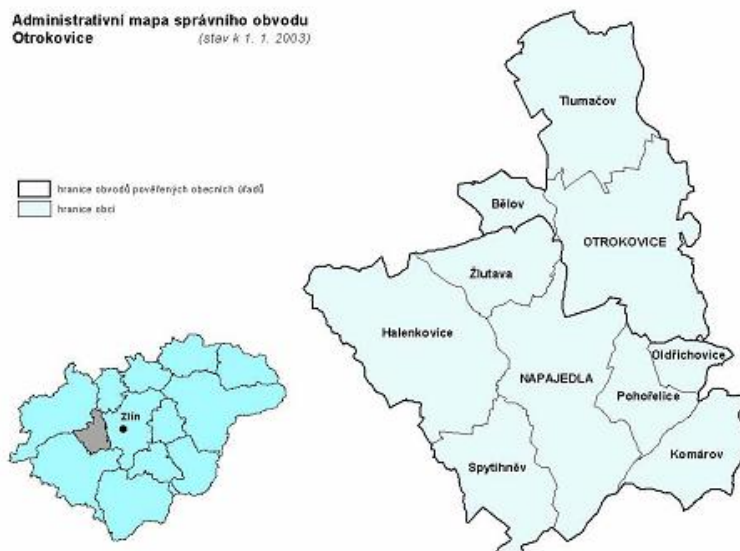 Administrativní mapa správního obvodu
Otrokovice (stav k 1. 1. 2003)
hranice obvodů pověřených obecních úřadů
hranice obcí
Tlumačov
Bělov
OTROKOVICE
Žlutava
Halenkovice
Oldřichovice
NAPAJEDLA
Pohořelice
Komárov
Spytihněv
Zlín